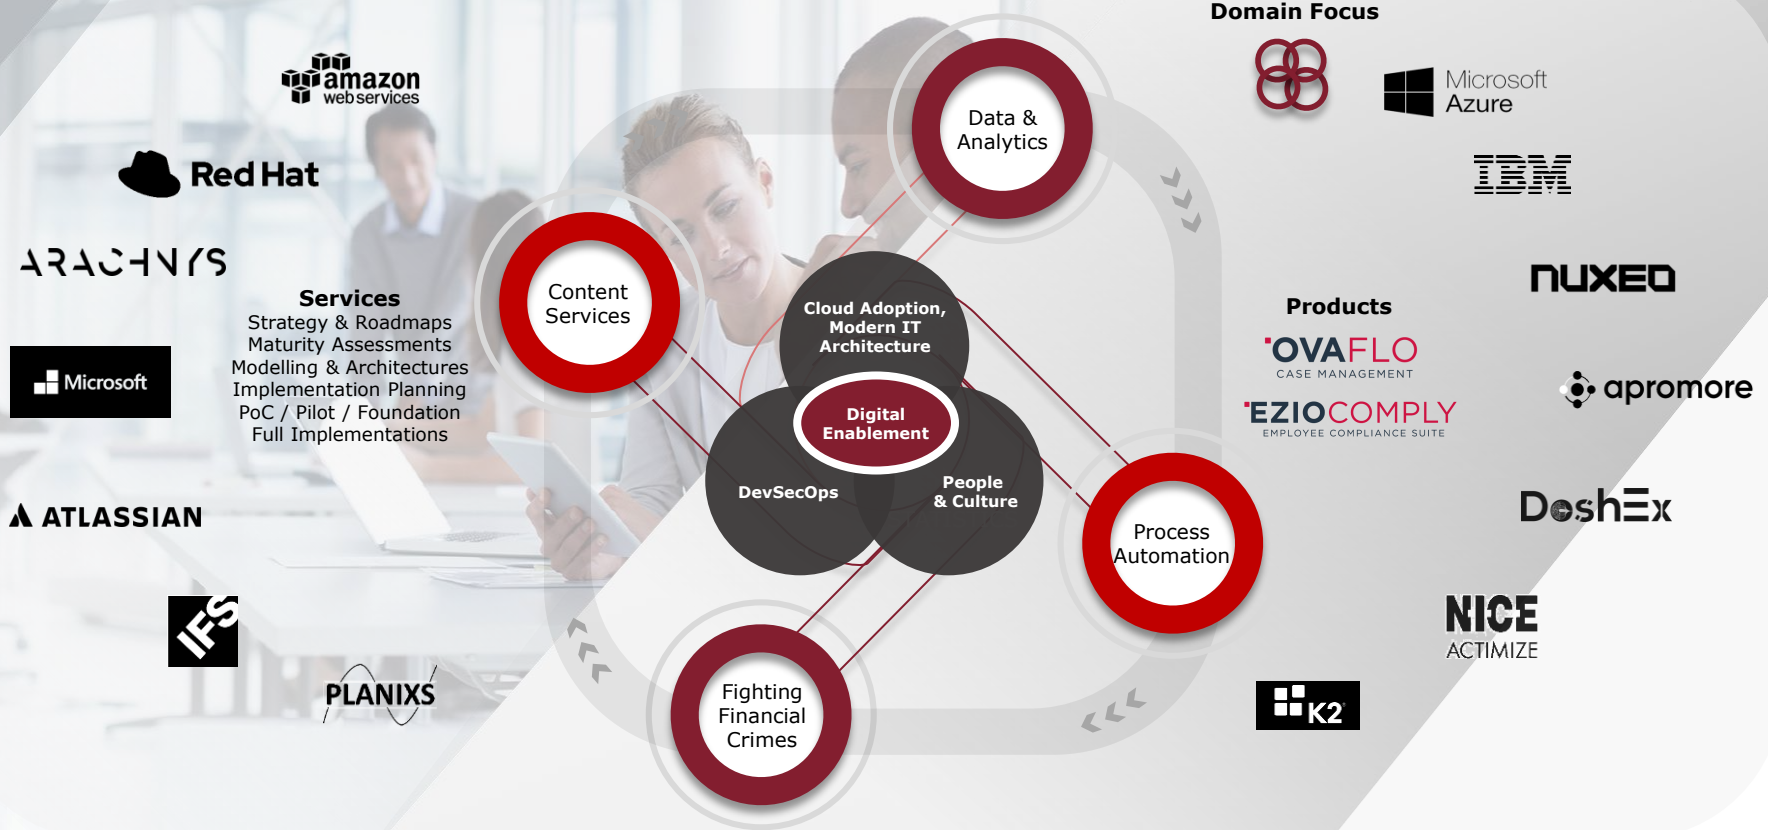 Domain Focus
amazon
web services
Microsoft
Azure
Red Hat
IBM
ARACHNYS
NUXEO
Services
Strategy & Roadmaps
Maturity Assessments
Modelling & Architectures
Implementation Planning
PoC / Pilot / Foundation
Full Implementations
Microsoft
ATLASSIAN
IFS
PLANIXS
Data &
Analytics
Content
Services
Cloud Adoption,
Modern IT
Architecture
Digital
Enablement
DevSecOps
People
& Culture
Process
Automation
Fighting
Financial
Crimes
Products
OVAFLO
CASE MANAGEMENT
EZIOCOMPLY
EMPLOYEE COMPLIANCE SUITE
apromore
DoshEx
NICE
ACTIMIZE
K2